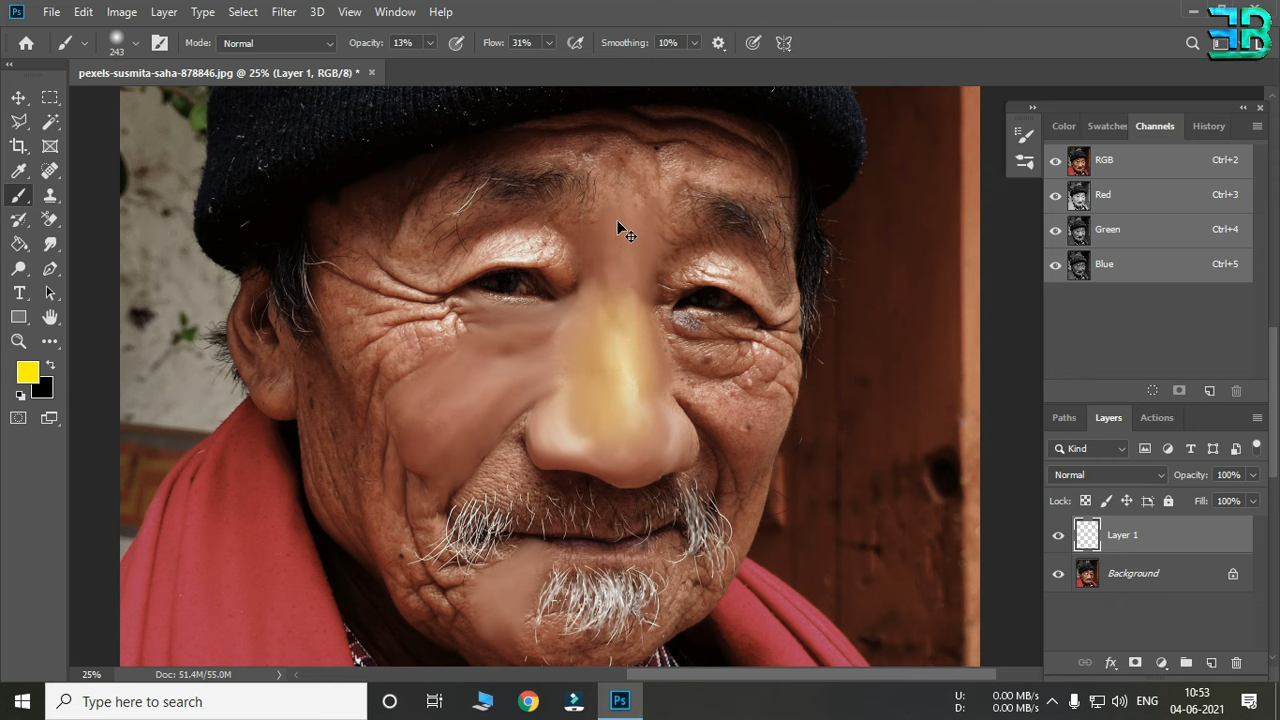 Ps File Edit Image Layer Type Select Filter 3D View Window Help
243 Mode: Normal Opacity: 13% Flow: 31% Smoothing: 10%
pexels-susmita-saha-878846.jpg @ 25% (Layer 1, RGB/8) * ×
Color Swatches Channels History
RGB Ctrl+2
Red Ctrl+3
Green Ctrl+4
Blue Ctrl+5
Paths Layers Actions
Kind
Normal Opacity: 100%
Lock: Fill: 100%
Layer 1
Background
fx
25% Doc: 51.4M/55.0M
Type here to search
Ps
U: 0.00 MB/s
D: 0.00 MB/s
ENG
10:53
04-06-2021